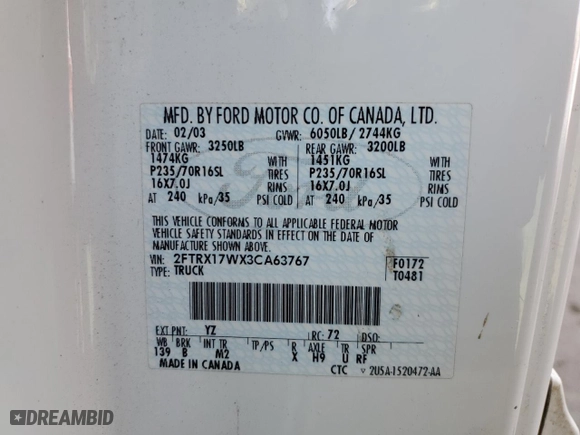 MFD. BY FORD MOTOR CO. OF CANADA, LTD.
DATE: 02/03 GVWR: 6050LB/2744KG
FRONT GAWR: 3250LB REAR GAWR: 3200LB
1474KG WITH 1451KG WITH
P235/70R16SL TIRES P235/70R16SL TIRES
16X7.0J RIMS 16X7.0J RIMS
AT 240 kPa/35 PSI COLD AT 240 kPa/35 PSI COLD
THIS VEHICLE CONFORMS TO ALL APPLICABLE FEDERAL MOTOR
VEHICLE SAFETY STANDARDS IN EFFECT ON THE DATE OF
MANUFACTURE SHOWN ABOVE.
VIN: 2FTRX17WX3CA63767 F0172
TYPE: TRUCK T0481
EXT PNT: YZ RC: 72 DSO:
WB BRK INT TR TP/PS R AXLE TR SPR
139 B M2 X H9 U RF
MADE IN CANADA CTC 2U5A-1520472-AA
Ford
DREAMBID